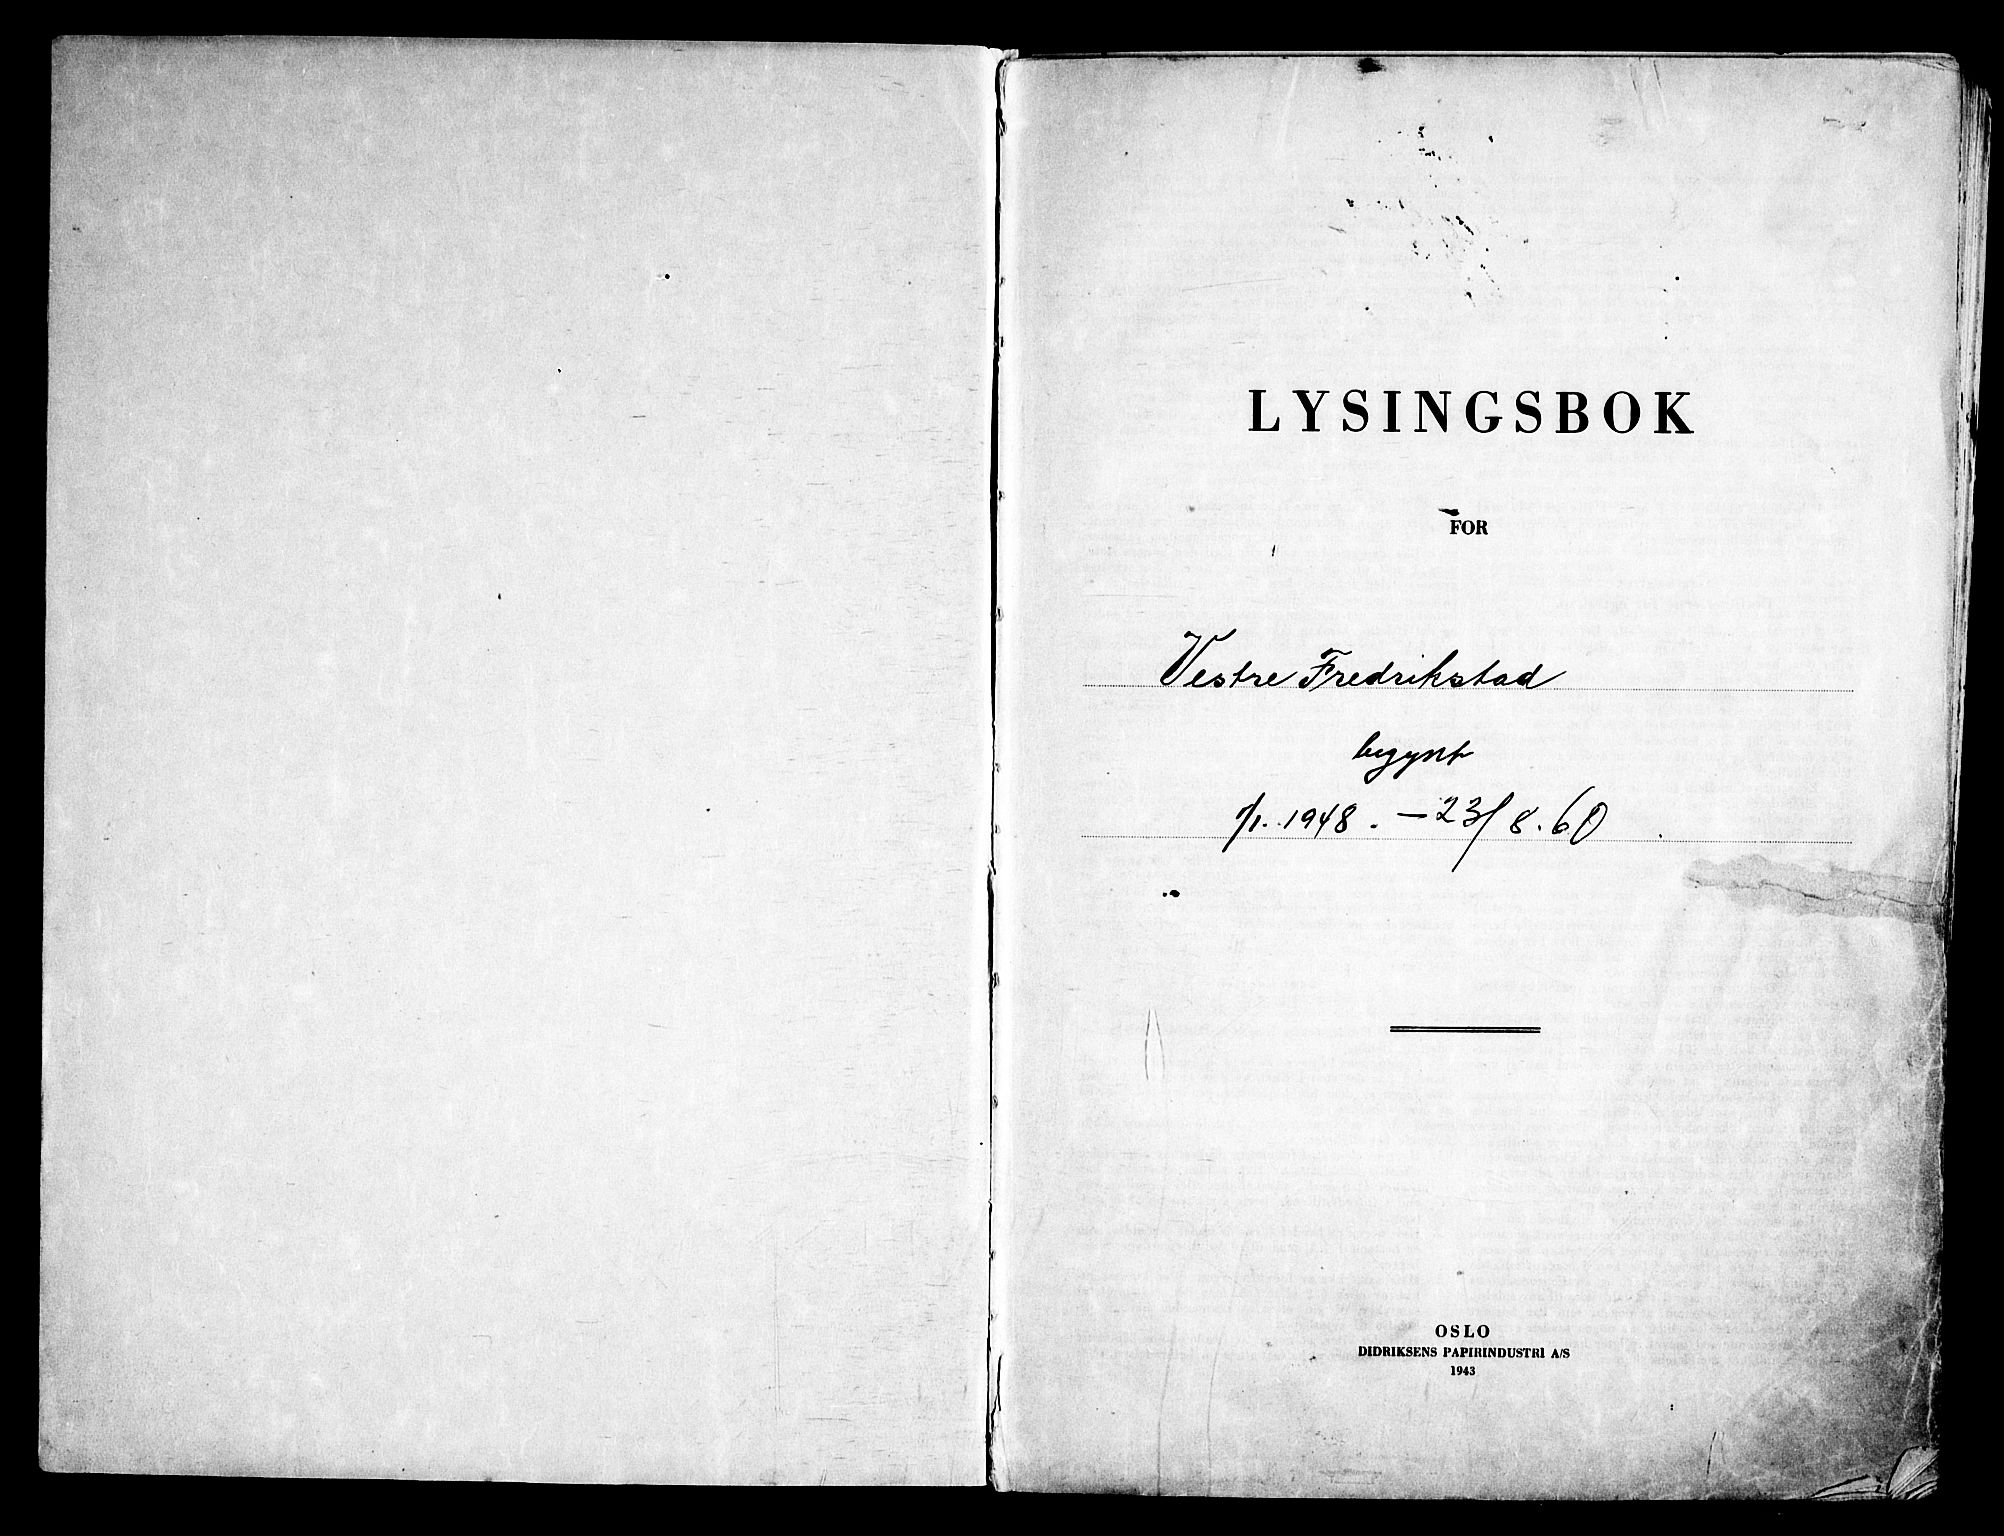 LYSINGSBOK
FOR
Vestre Fredrikstad
begynt
1/1. 1948. — 23/8. 60
OSLO
DIDRIKSENS PAPIRINDUSTRI A/S
1943